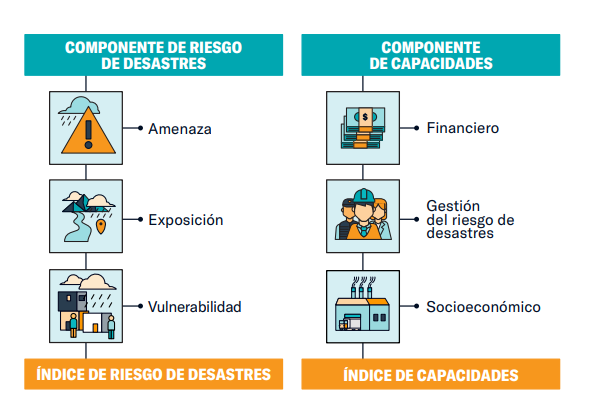 COMPONENTE DE RIESGO
DE DESASTRES
Amenaza
Exposición
Vulnerabilidad
ÍNDICE DE RIESGO DE DESASTRES
COMPONENTE
DE CAPACIDADES
$
Financiero
Gestión
del riesgo de
desastres
Socioeconómico
ÍNDICE DE CAPACIDADES